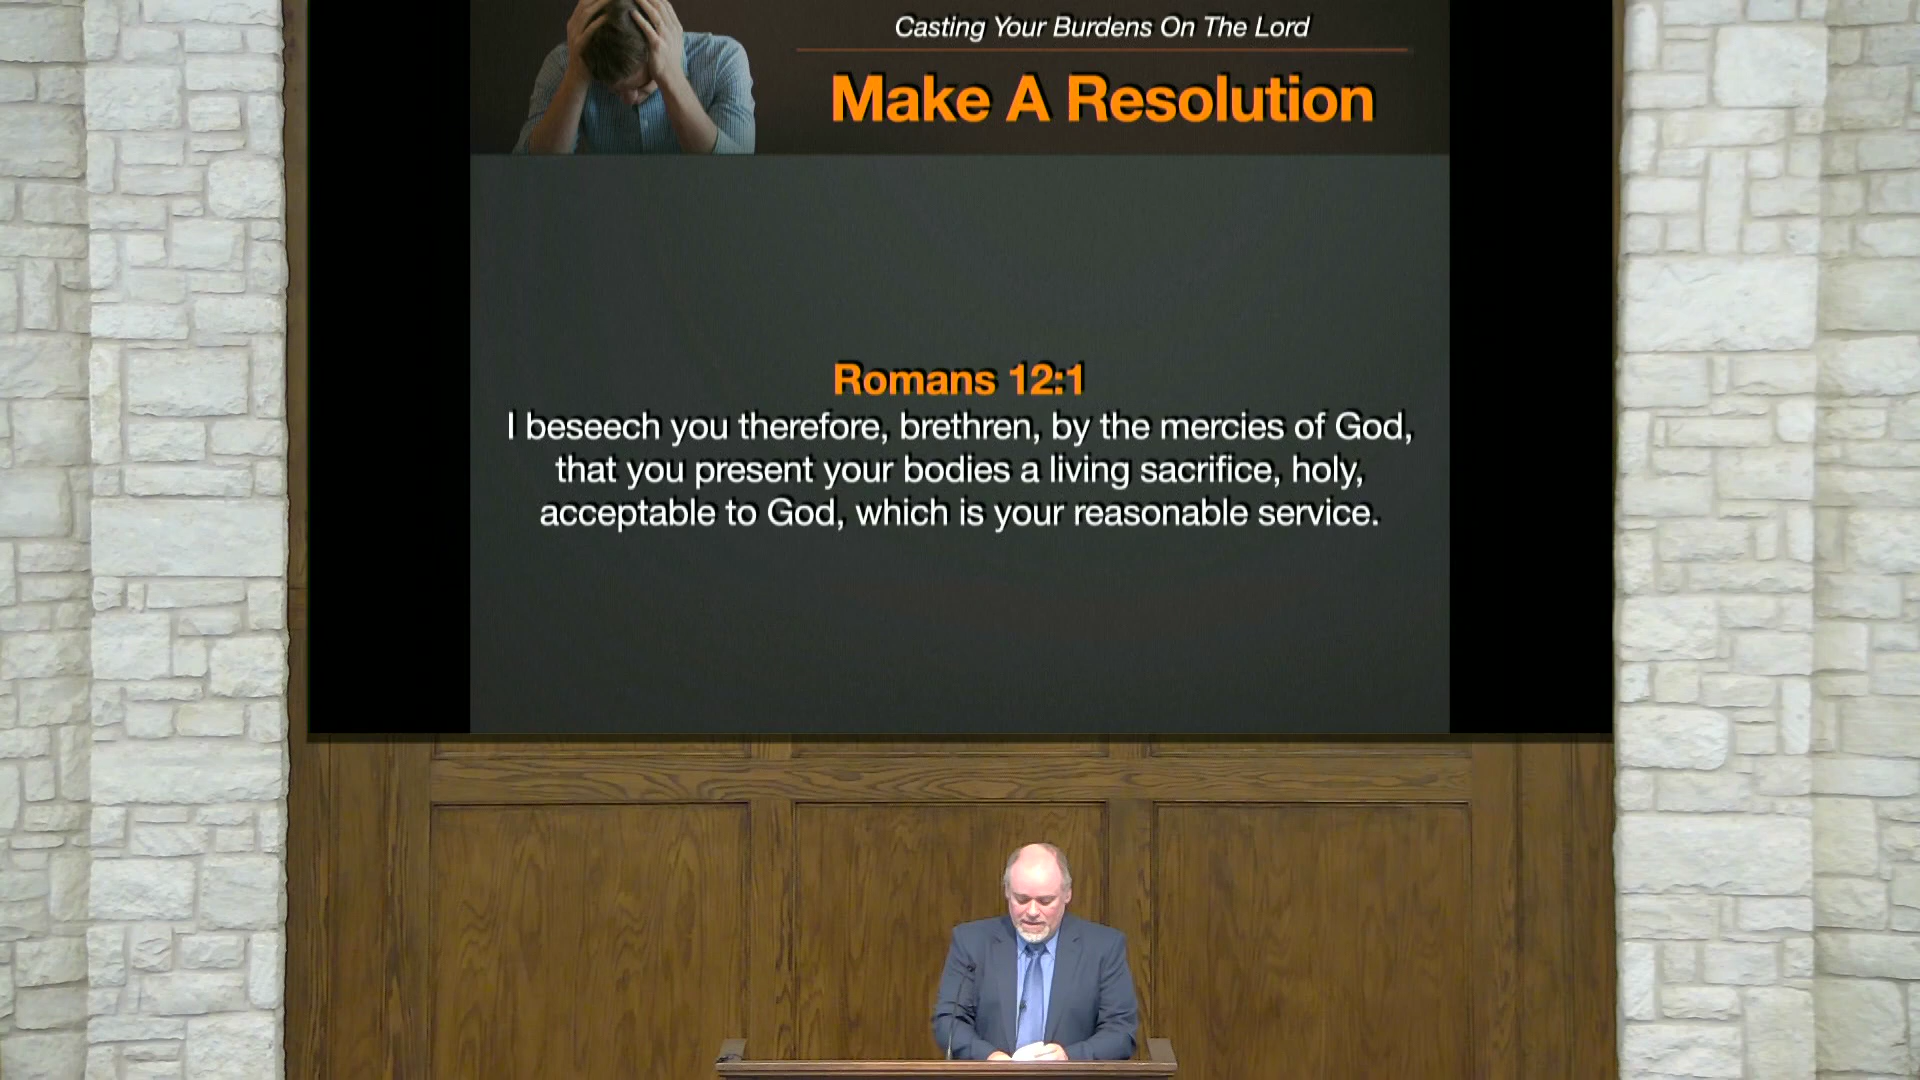 Casting Your Burdens On The Lord
Make A Resolution
Romans 12:1
I beseech you therefore, brethren, by the mercies of God,
that you present your bodies a living sacrifice, holy,
acceptable to God, which is your reasonable service.